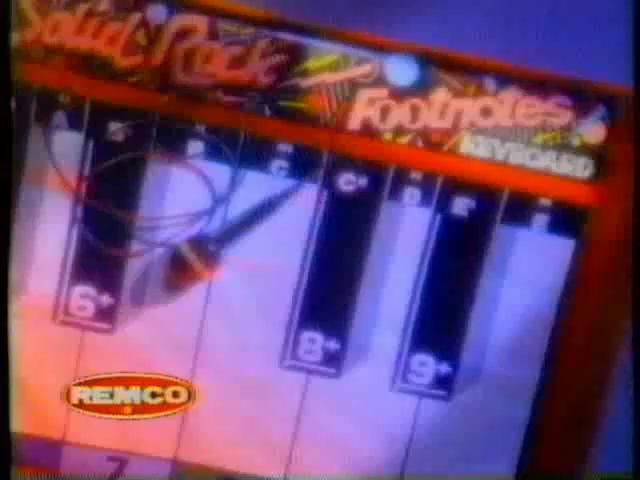 Solid Rock
Footnotes
KEYBOARD
A B C C+ D E
6+
8+
9+
REMCO
7